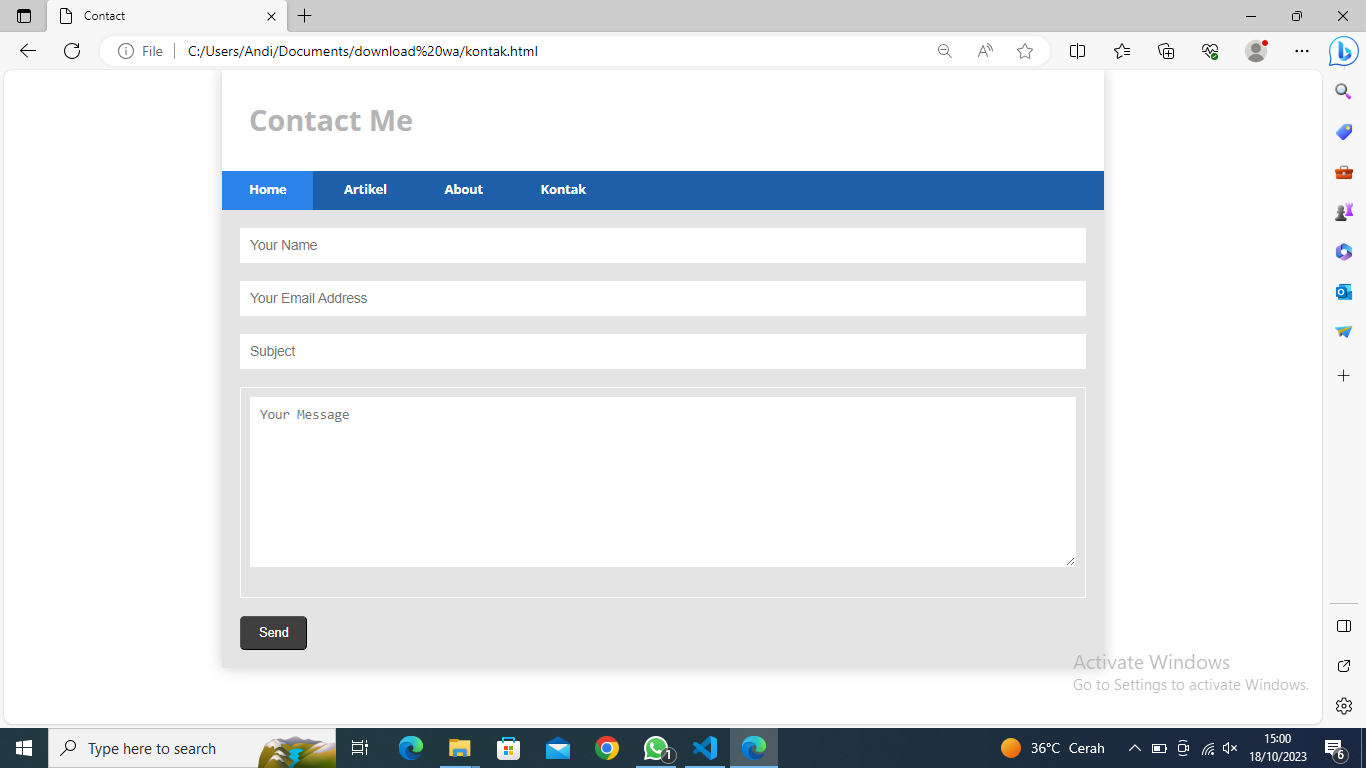 Contact
File
C:/Users/Andi/Documents/download%20wa/kontak.html
Contact Me
Home Artikel About Kontak
Your Name
Your Email Address
Subject
Your Message
Send
Activate Windows
Go to Settings to activate Windows.
Type here to search
1
36°C Cerah
15:00
18/10/2023
6